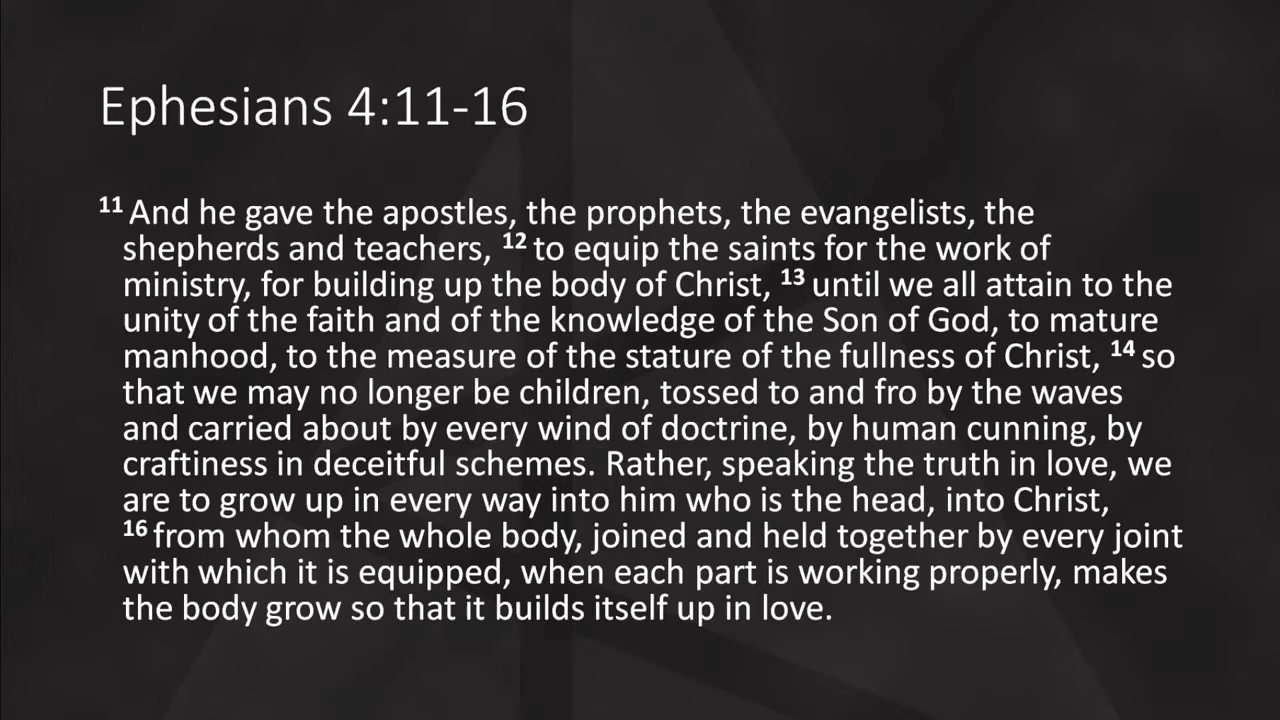 Ephesians 4:11-16
11 And he gave the apostles, the prophets, the evangelists, the
shepherds and teachers, 12 to equip the saints for the work of
ministry, for building up the body of Christ, 13 until we all attain to the
unity of the faith and of the knowledge of the Son of God, to mature
manhood, to the measure of the stature of the fullness of Christ, 14 so
that we may no longer be children, tossed to and fro by the waves
and carried about by every wind of doctrine, by human cunning, by
craftiness in deceitful schemes. Rather, speaking the truth in love, we
are to grow up in every way into him who is the head, into Christ,
16 from whom the whole body, joined and held together by every joint
with which it is equipped, when each part is working properly, makes
the body grow so that it builds itself up in love.